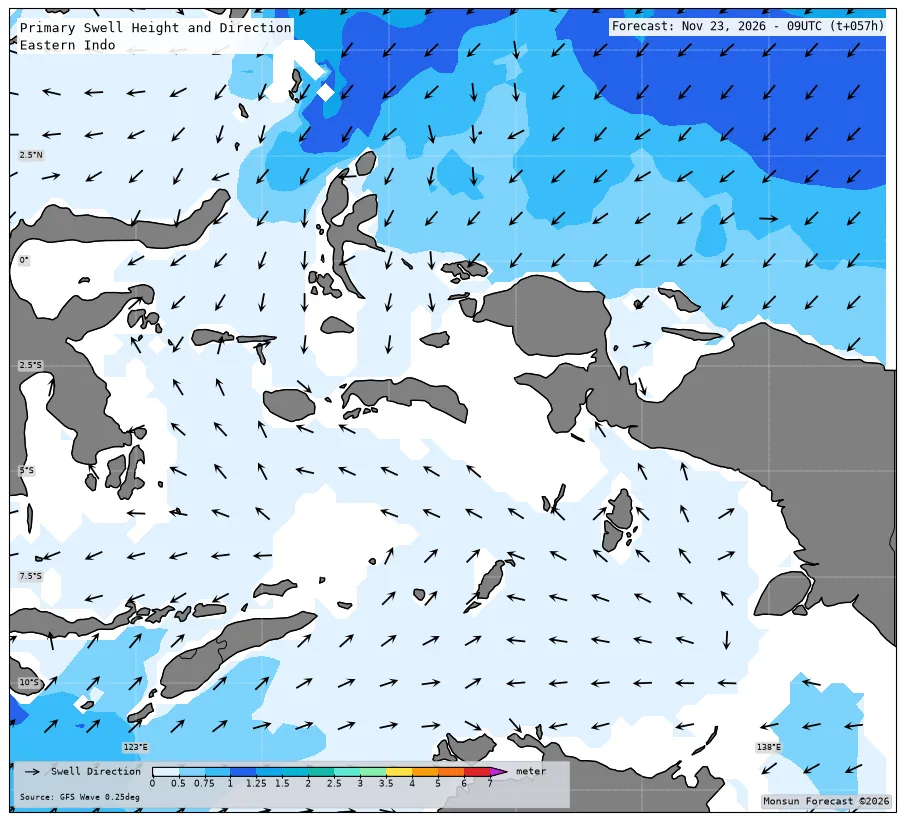 Primary Swell Height and Direction
Eastern Indo
Forecast: Nov 23, 2026 - 09UTC (t+057h)
2.5°N
0°
2.5°S
5°S
7.5°S
10°S
123°E
138°E
Swell Direction
0 0.5 0.75 1 1.25 1.5 1.75 2 2.5 3 3.5 4 5 6 7
meter
Source: GFS Wave 0.25deg
Monsun Forecast ©2026